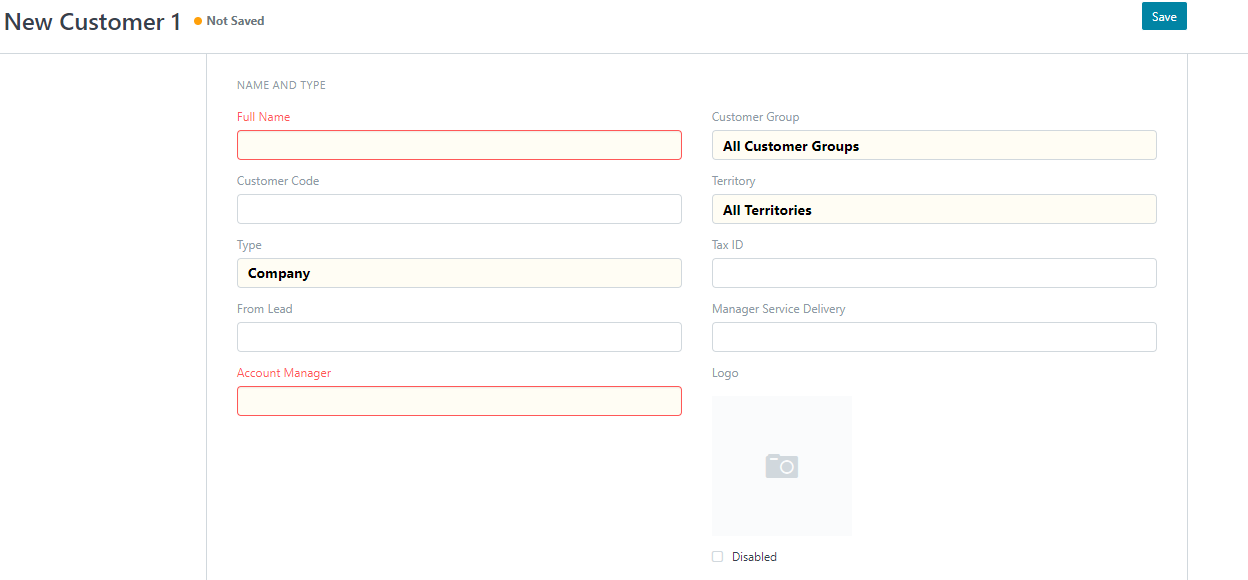 New Customer 1
Not Saved
Save
NAME AND TYPE
Full Name
Customer Code
Type
Company
From Lead
Account Manager
Customer Group
All Customer Groups
Territory
All Territories
Tax ID
Manager Service Delivery
Logo
Disabled